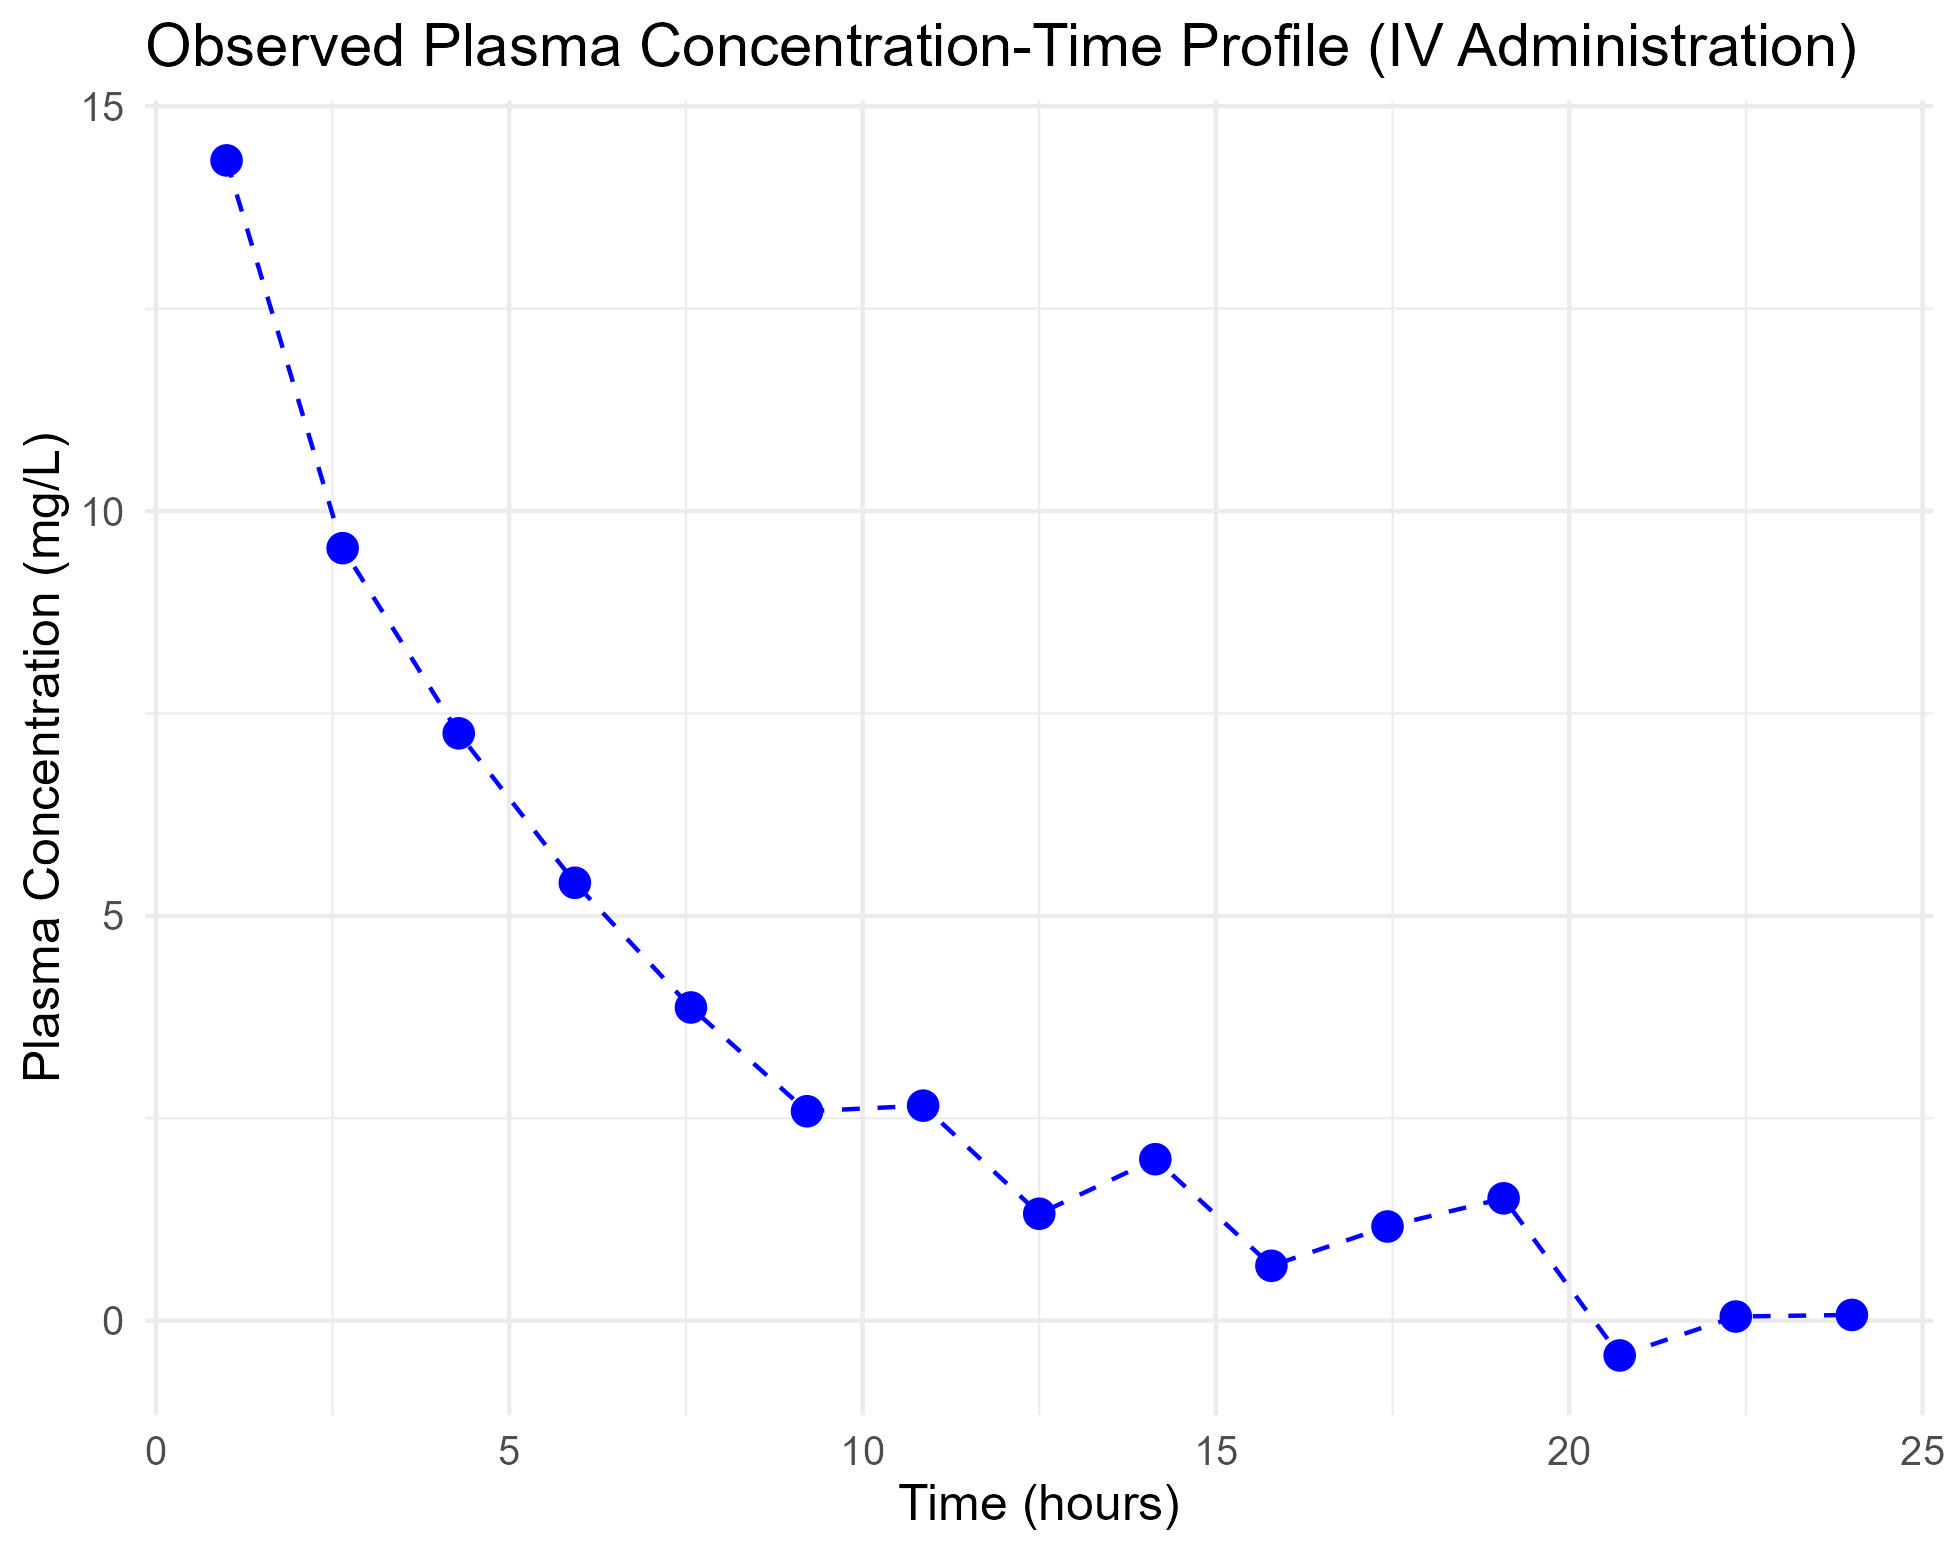 Observed Plasma Concentration-Time Profile (IV Administration)
15
10
5
0
Plasma Concentration (mg/L)
0 5 10 15 20 25
Time (hours)